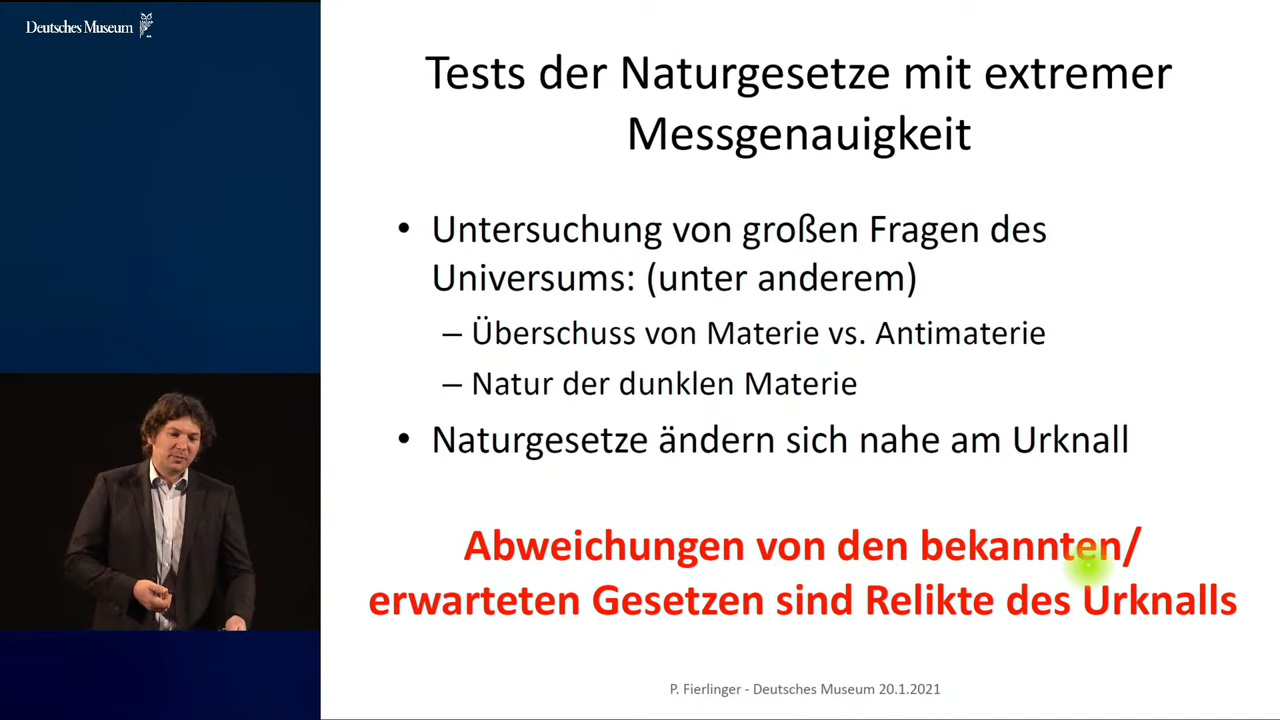 Deutsches Museum
Tests der Naturgesetze mit extremer
Messgenauigkeit
• Untersuchung von großen Fragen des
Universums: (unter anderem)
– Überschuss von Materie vs. Antimaterie
– Natur der dunklen Materie
• Naturgesetze ändern sich nahe am Urknall
Abweichungen von den bekannten/
erwarteten Gesetzen sind Relikte des Urknalls
P. Fierlinger - Deutsches Museum 20.1.2021